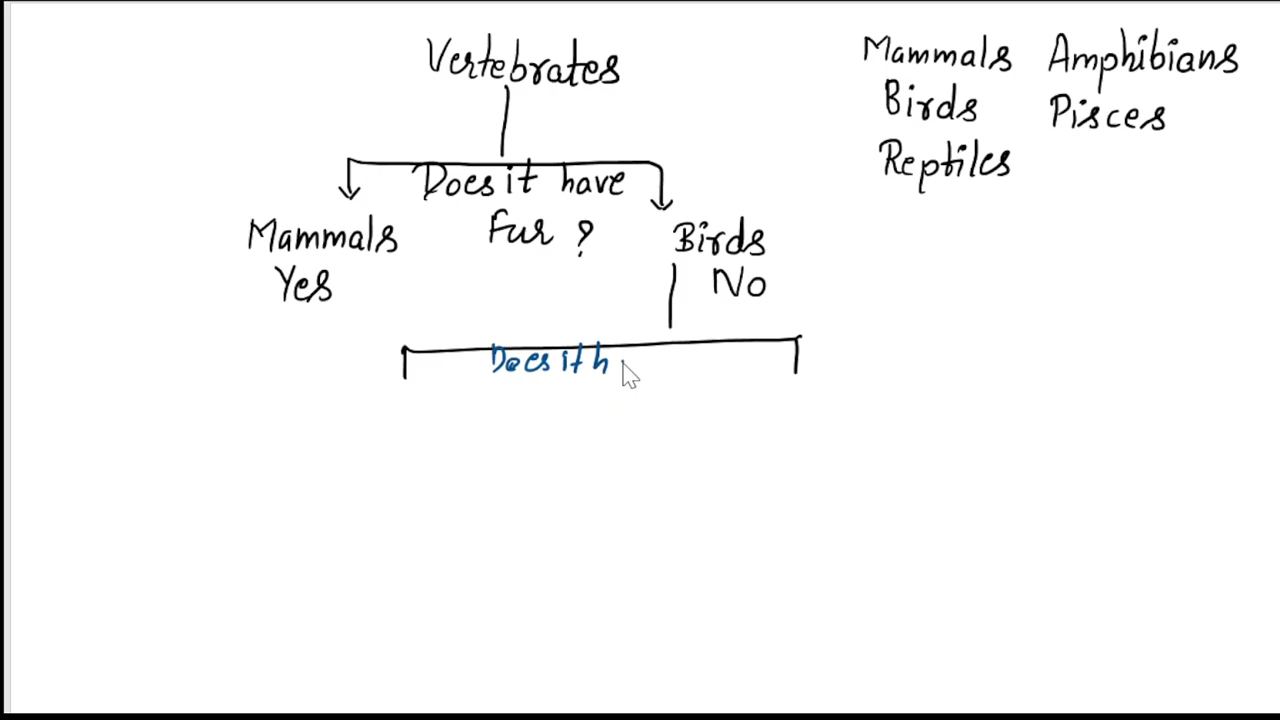 Vertebrates
Does it have
Fur ?
Mammals
Yes
Birds
No
Does it h
Mammals
Birds
Reptiles
Amphibians
Pisces